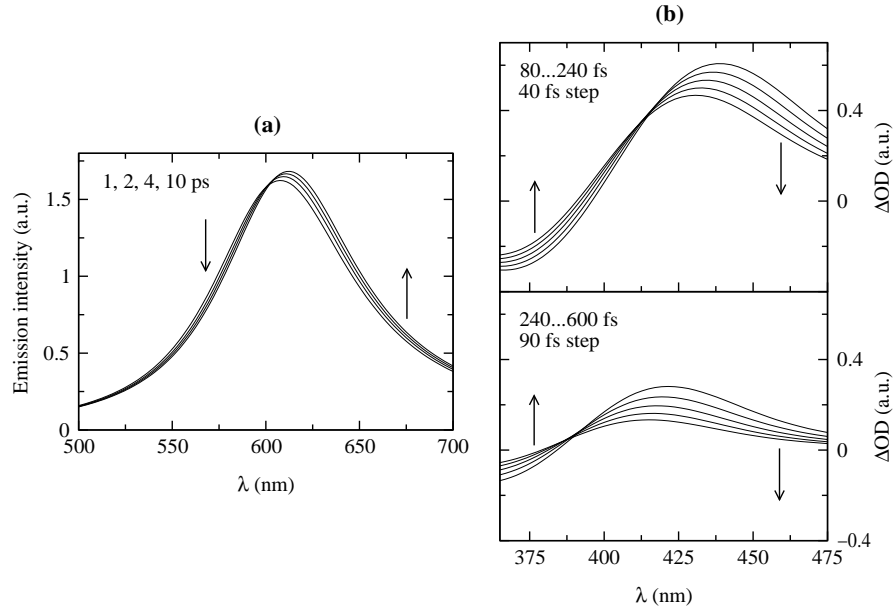 (a)
1, 2, 4, 10 ps
Emission intensity (a.u.)
0
0.5
1
1.5
500
550
600
650
700
λ (nm)
(b)
80...240 fs
40 fs step
0.4
0
ΔOD (a.u.)
240...600 fs
90 fs step
0.4
0
−0.4
ΔOD (a.u.)
375
400
425
450
475
λ (nm)